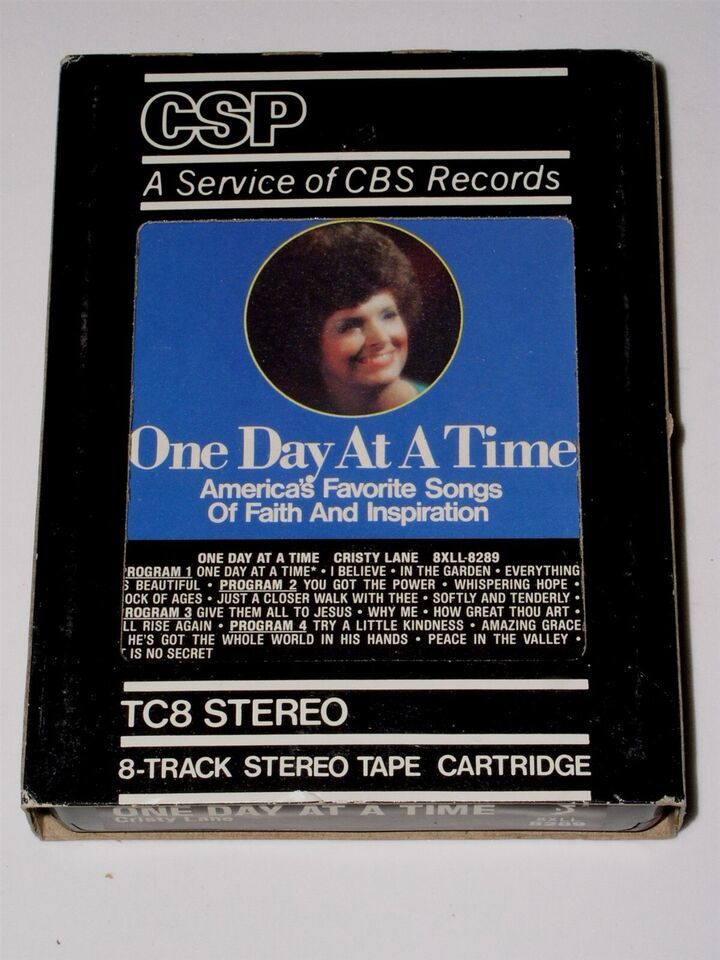 CSP
A Service of CBS Records
One Day At A Time
America's Favorite Songs
Of Faith And Inspiration
ONE DAY AT A TIME CRISTY LANE 8XLL-8289
ROGRAM 1 ONE DAY AT A TIME* • I BELIEVE • IN THE GARDEN • EVERYTHING
S BEAUTIFUL • PROGRAM 2 YOU GOT THE POWER • WHISPERING HOPE •
OCK OF AGES • JUST A CLOSER WALK WITH THEE • SOFTLY AND TENDERLY •
ROGRAM 3 GIVE THEM ALL TO JESUS • WHY ME • HOW GREAT THOU ART •
LL RISE AGAIN • PROGRAM 4 TRY A LITTLE KINDNESS • AMAZING GRACE
HE'S GOT THE WHOLE WORLD IN HIS HANDS • PEACE IN THE VALLEY •
IS NO SECRET
TC8 STEREO
8-TRACK STEREO TAPE CARTRIDGE
ONE DAY AT A TIME
Cristy Lane
8XLL
8289